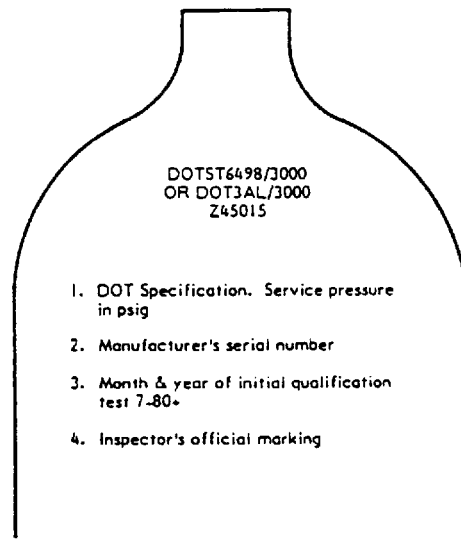 DOTST6498/3000
OR DOT3AL/3000
Z45015
1. DOT Specification. Service pressure
in psig
2. Manufacturer's serial number
3. Month & year of initial qualification
test 7-80+
4. Inspector's official marking